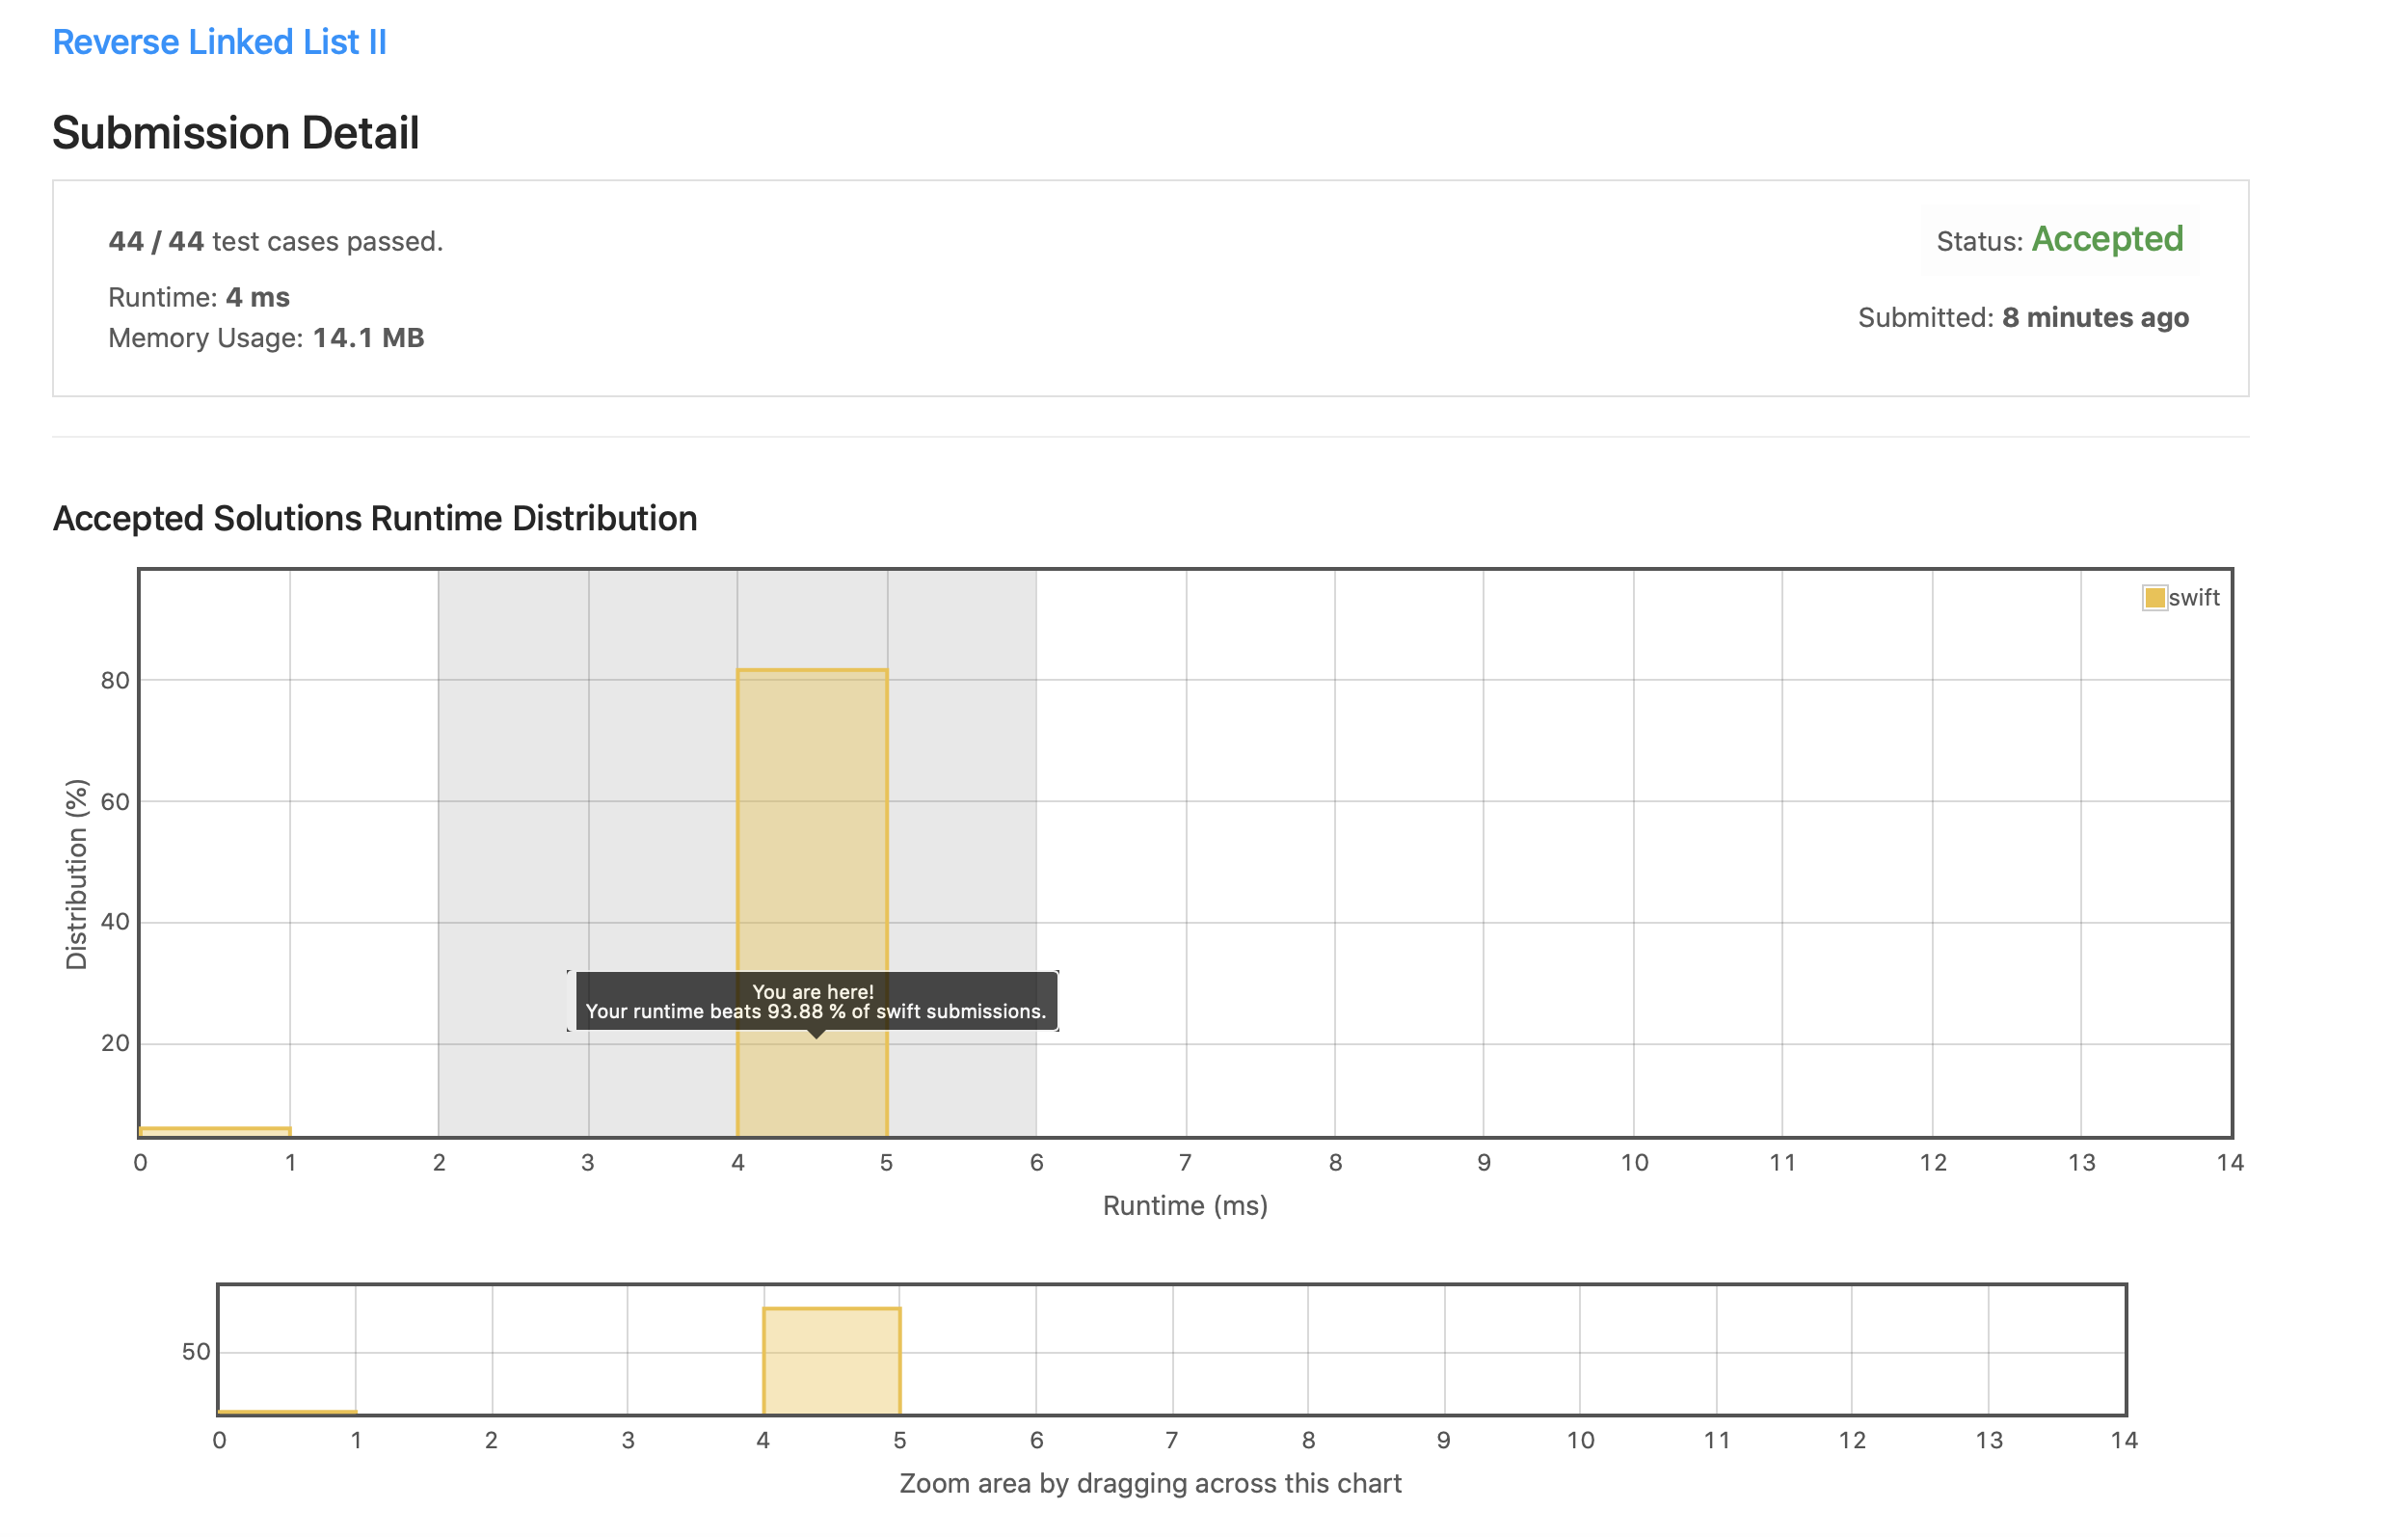 Reverse Linked List II
Submission Detail
44 / 44 test cases passed.
Status: Accepted
Runtime: 4 ms
Submitted: 8 minutes ago
Memory Usage: 14.1 MB
Accepted Solutions Runtime Distribution
swift
80
60
40
20
Distribution (%)
You are here!
Your runtime beats 93.88 % of swift submissions.
0 1 2 3 4 5 6 7 8 9 10 11 12 13 14
Runtime (ms)
50
0 1 2 3 4 5 6 7 8 9 10 11 12 13 14
Zoom area by dragging across this chart